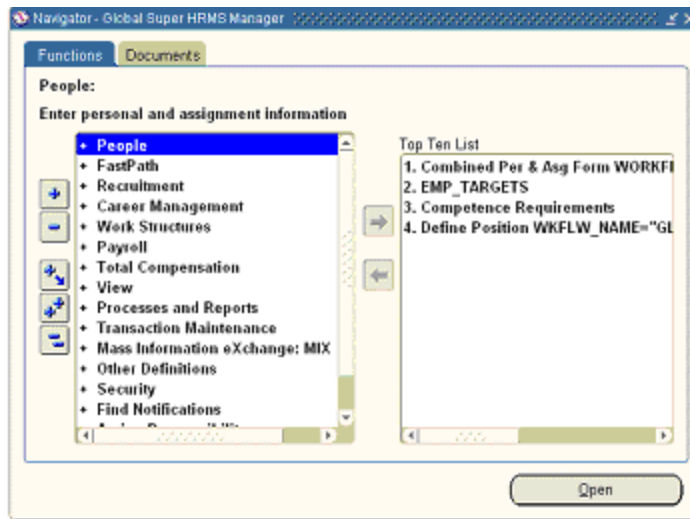 Navigator - Global Super HRMS Manager
Functions
Documents
People:
Enter personal and assignment information
+ People
+ FastPath
+ Recruitment
+ Career Management
+ Work Structures
+ Payroll
+ Total Compensation
+ View
+ Processes and Reports
+ Transaction Maintenance
+ Mass Information eXchange: MIX
+ Other Definitions
+ Security
+ Find Notifications
Top Ten List
1. Combined Per & Asg Form WORKFl
2. EMP_TARGETS
3. Competence Requirements
4. Define Position WKFLW_NAME="GL
Open